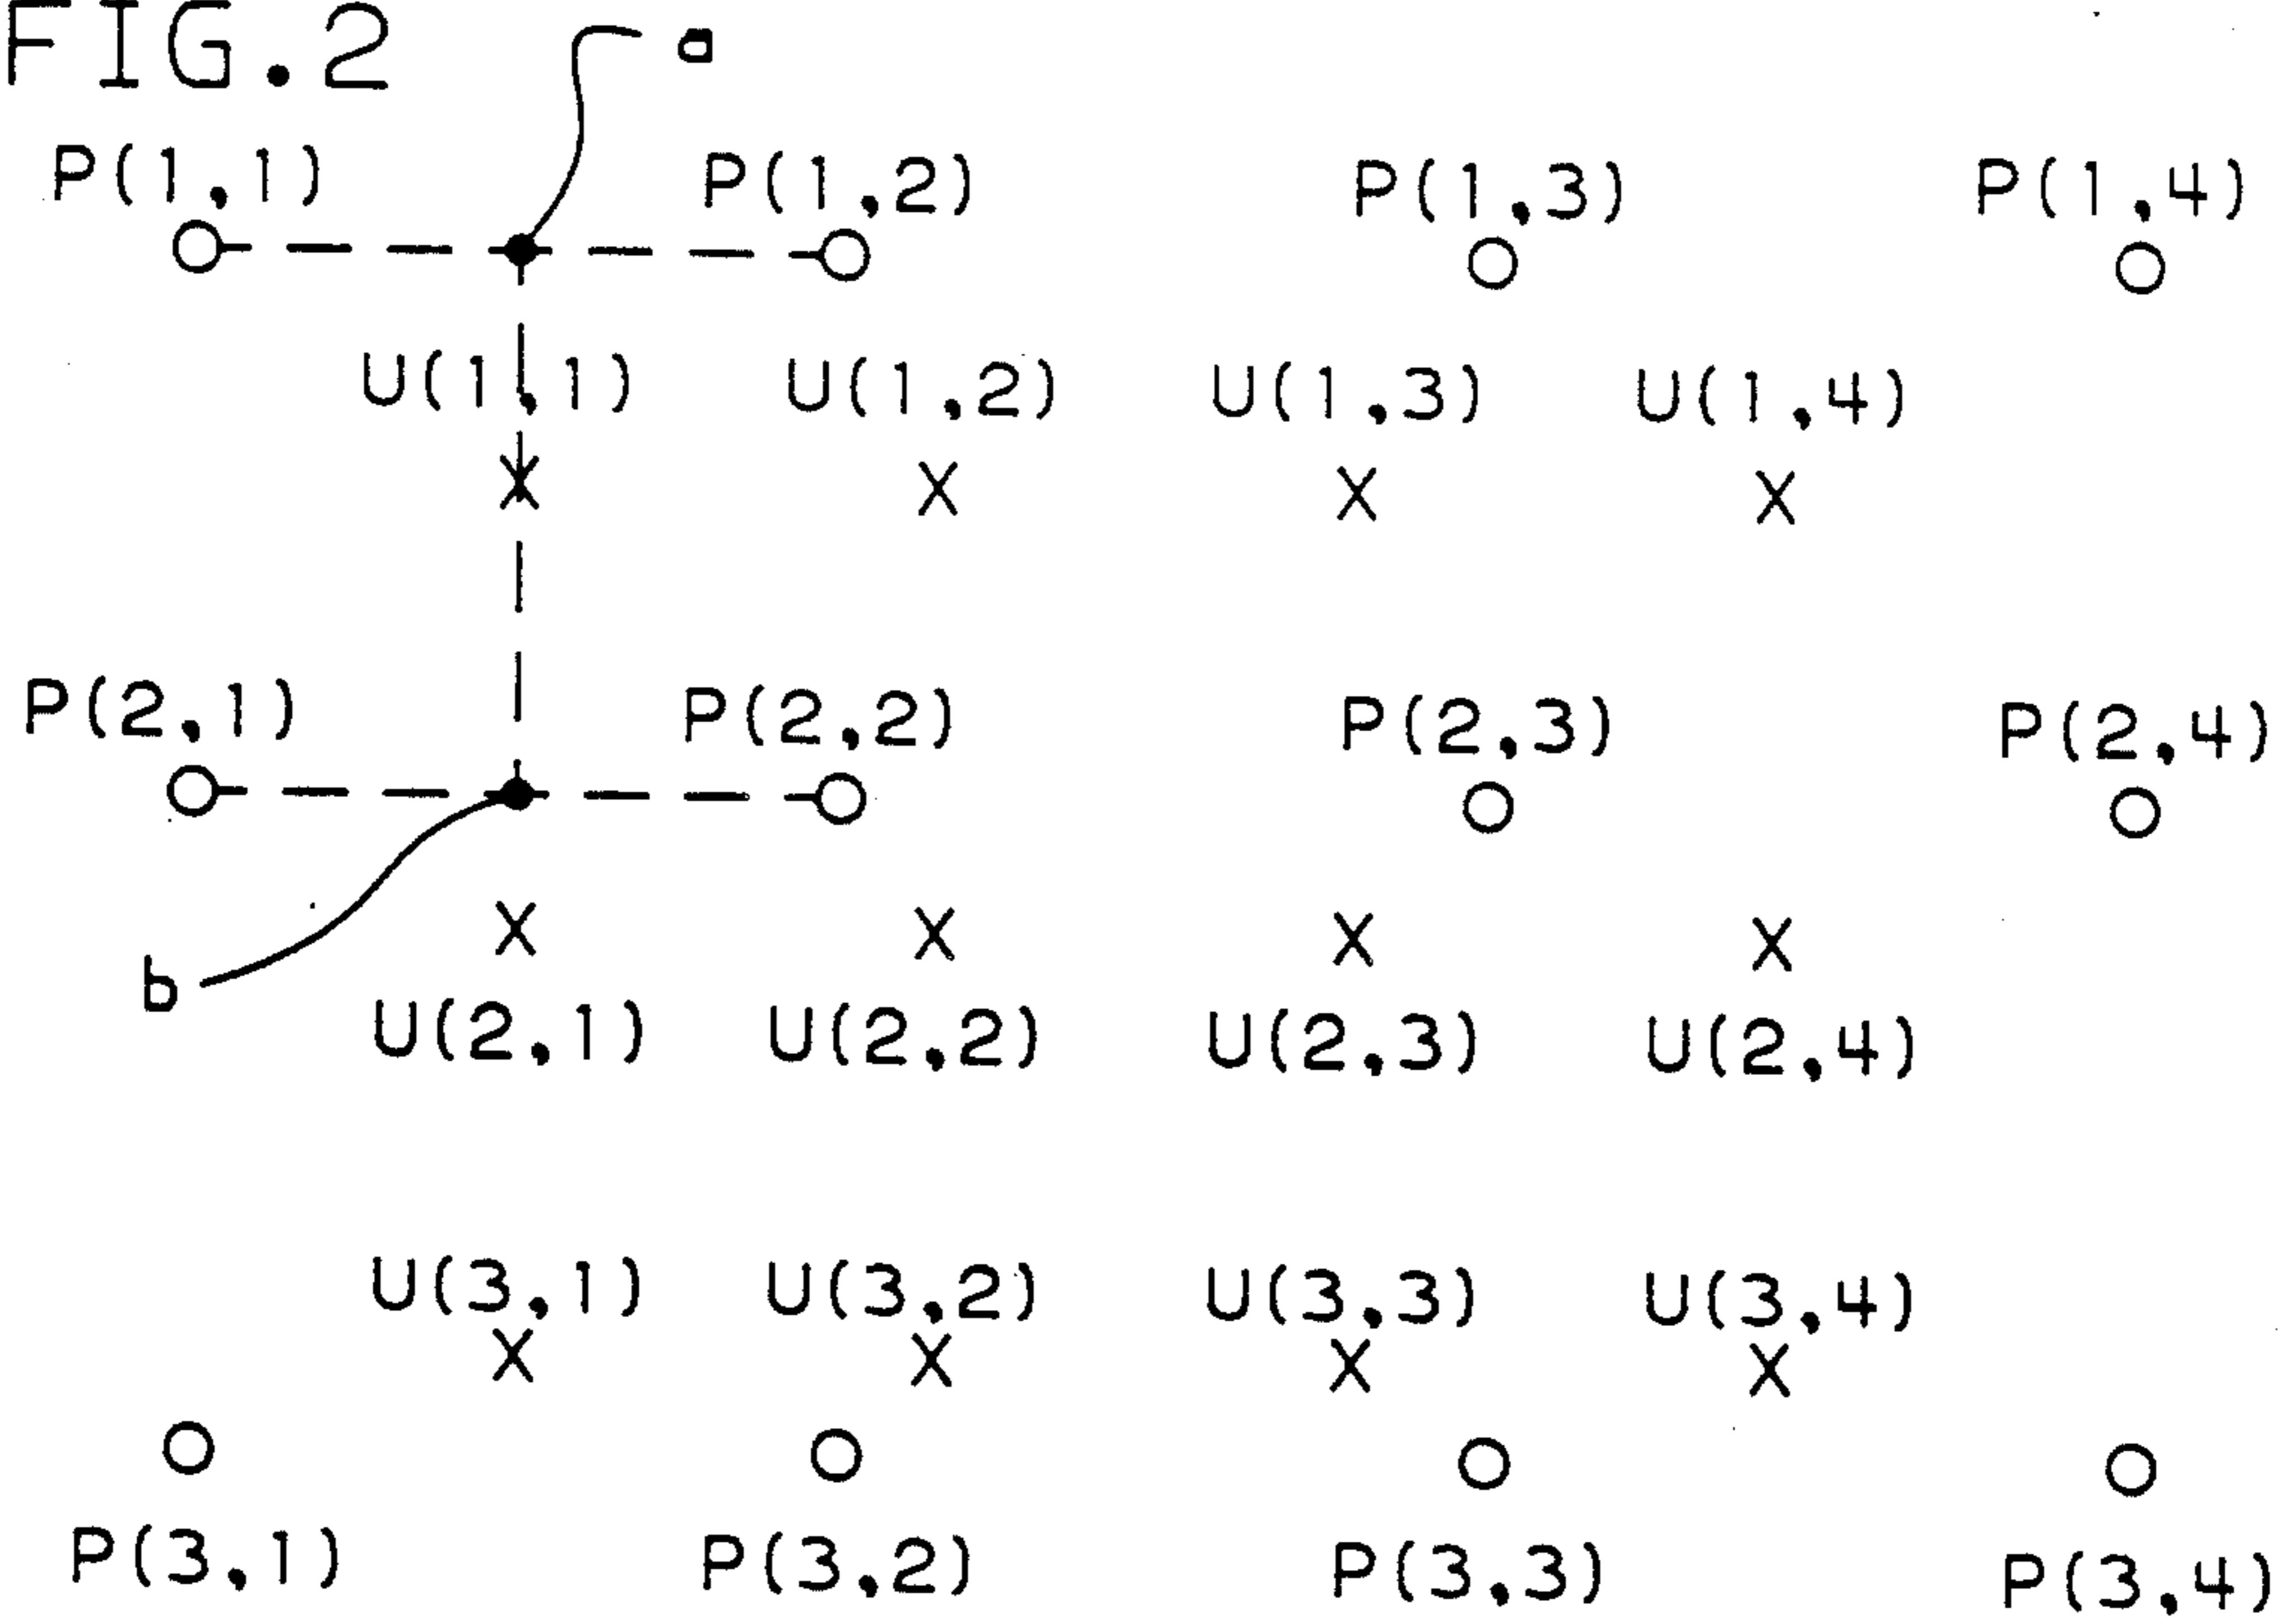 FIG.2
a
P(1,1) P(1,2) P(1,3) P(1,4)
U(1,1) U(1,2) U(1,3) U(1,4)
X X X X
P(2,1) P(2,2) P(2,3) P(2,4)
X X X X
b
U(2,1) U(2,2) U(2,3) U(2,4)
U(3,1) U(3,2) U(3,3) U(3,4)
X X X X
P(3,1) P(3,2) P(3,3) P(3,4)